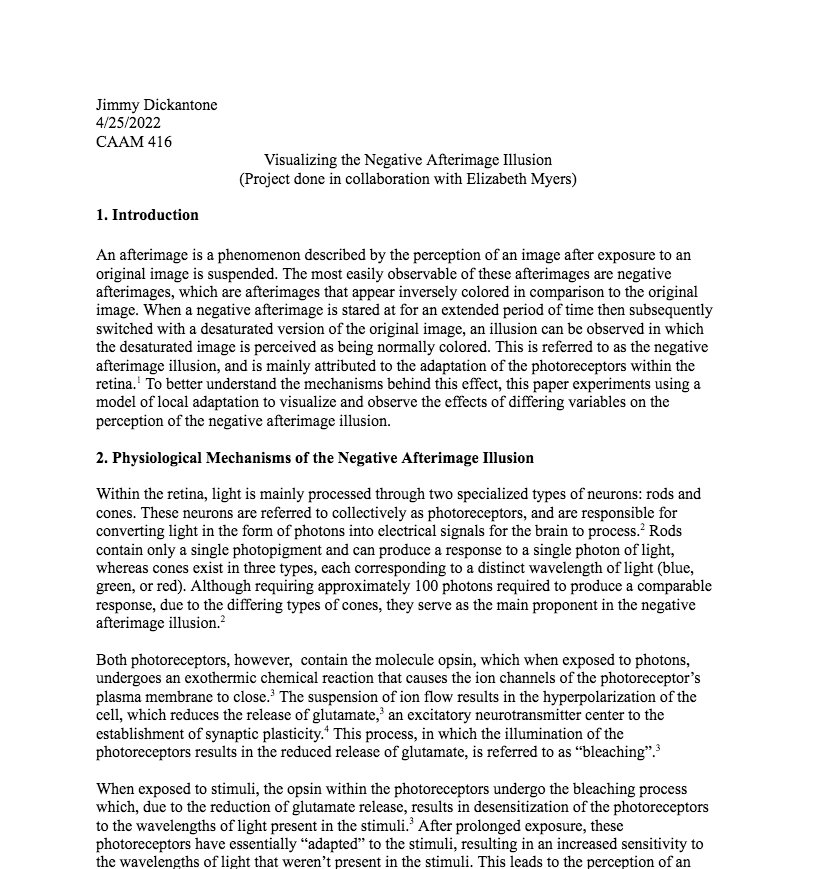 Jimmy Dickantone
4/25/2022
CAAM 416
Visualizing the Negative Afterimage Illusion
(Project done in collaboration with Elizabeth Myers)
1. Introduction
An afterimage is a phenomenon described by the perception of an image after exposure to an
original image is suspended. The most easily observable of these afterimages are negative
afterimages, which are afterimages that appear inversely colored in comparison to the original
image. When a negative afterimage is stared at for an extended period of time then subsequently
switched with a desaturated version of the original image, an illusion can be observed in which
the desaturated image is perceived as being normally colored. This is referred to as the negative
afterimage illusion, and is mainly attributed to the adaptation of the photoreceptors within the
retina.¹ To better understand the mechanisms behind this effect, this paper experiments using a
model of local adaptation to visualize and observe the effects of differing variables on the
perception of the negative afterimage illusion.
2. Physiological Mechanisms of the Negative Afterimage Illusion
Within the retina, light is mainly processed through two specialized types of neurons: rods and
cones. These neurons are referred to collectively as photoreceptors, and are responsible for
converting light in the form of photons into electrical signals for the brain to process.² Rods
contain only a single photopigment and can produce a response to a single photon of light,
whereas cones exist in three types, each corresponding to a distinct wavelength of light (blue,
green, or red). Although requiring approximately 100 photons required to produce a comparable
response, due to the differing types of cones, they serve as the main proponent in the negative
afterimage illusion.²
Both photoreceptors, however,  contain the molecule opsin, which when exposed to photons,
undergoes an exothermic chemical reaction that causes the ion channels of the photoreceptor's
plasma membrane to close.³ The suspension of ion flow results in the hyperpolarization of the
cell, which reduces the release of glutamate,³ an excitatory neurotransmitter center to the
establishment of synaptic plasticity.⁴ This process, in which the illumination of the
photoreceptors results in the reduced release of glutamate, is referred to as “bleaching”.³
When exposed to stimuli, the opsin within the photoreceptors undergo the bleaching process
which, due to the reduction of glutamate release, results in desensitization of the photoreceptors
to the wavelengths of light present in the stimuli.³ After prolonged exposure, these
photoreceptors have essentially “adapted” to the stimuli, resulting in an increased sensitivity to
the wavelengths of light that weren't present in the stimuli. This leads to the perception of an